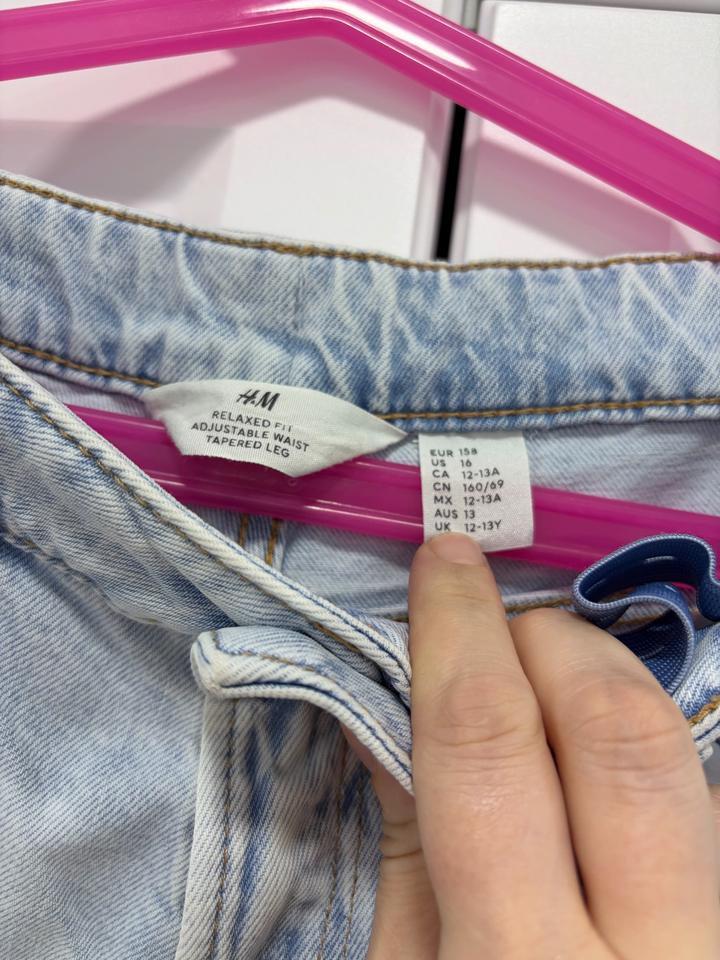 H&M
RELAXED FIT
ADJUSTABLE WAIST
TAPERED LEG
EUR 158
US 16
CA 12-13A
CN 160/69
MX 12-13A
AUS 13
UK 12-13Y